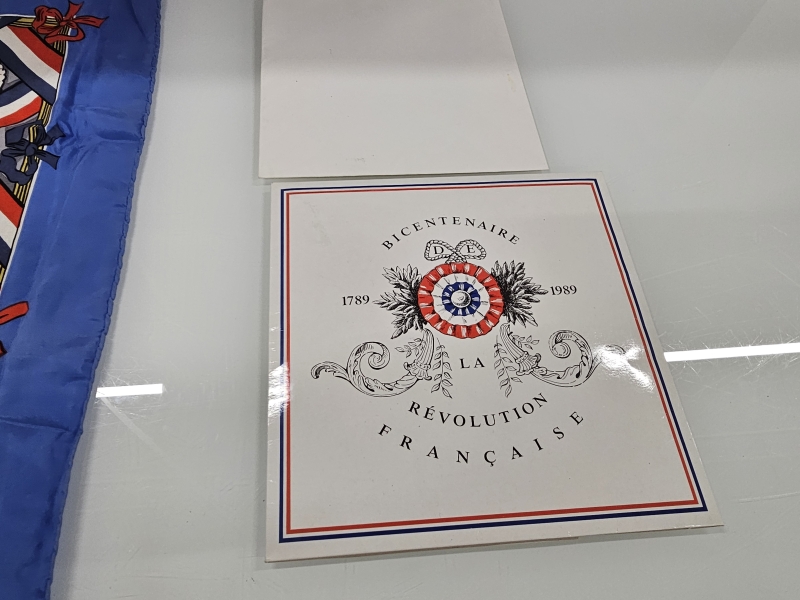 BICENTENAIRE
DE
1789 1989
LA
RÉVOLUTION
FRANÇAISE